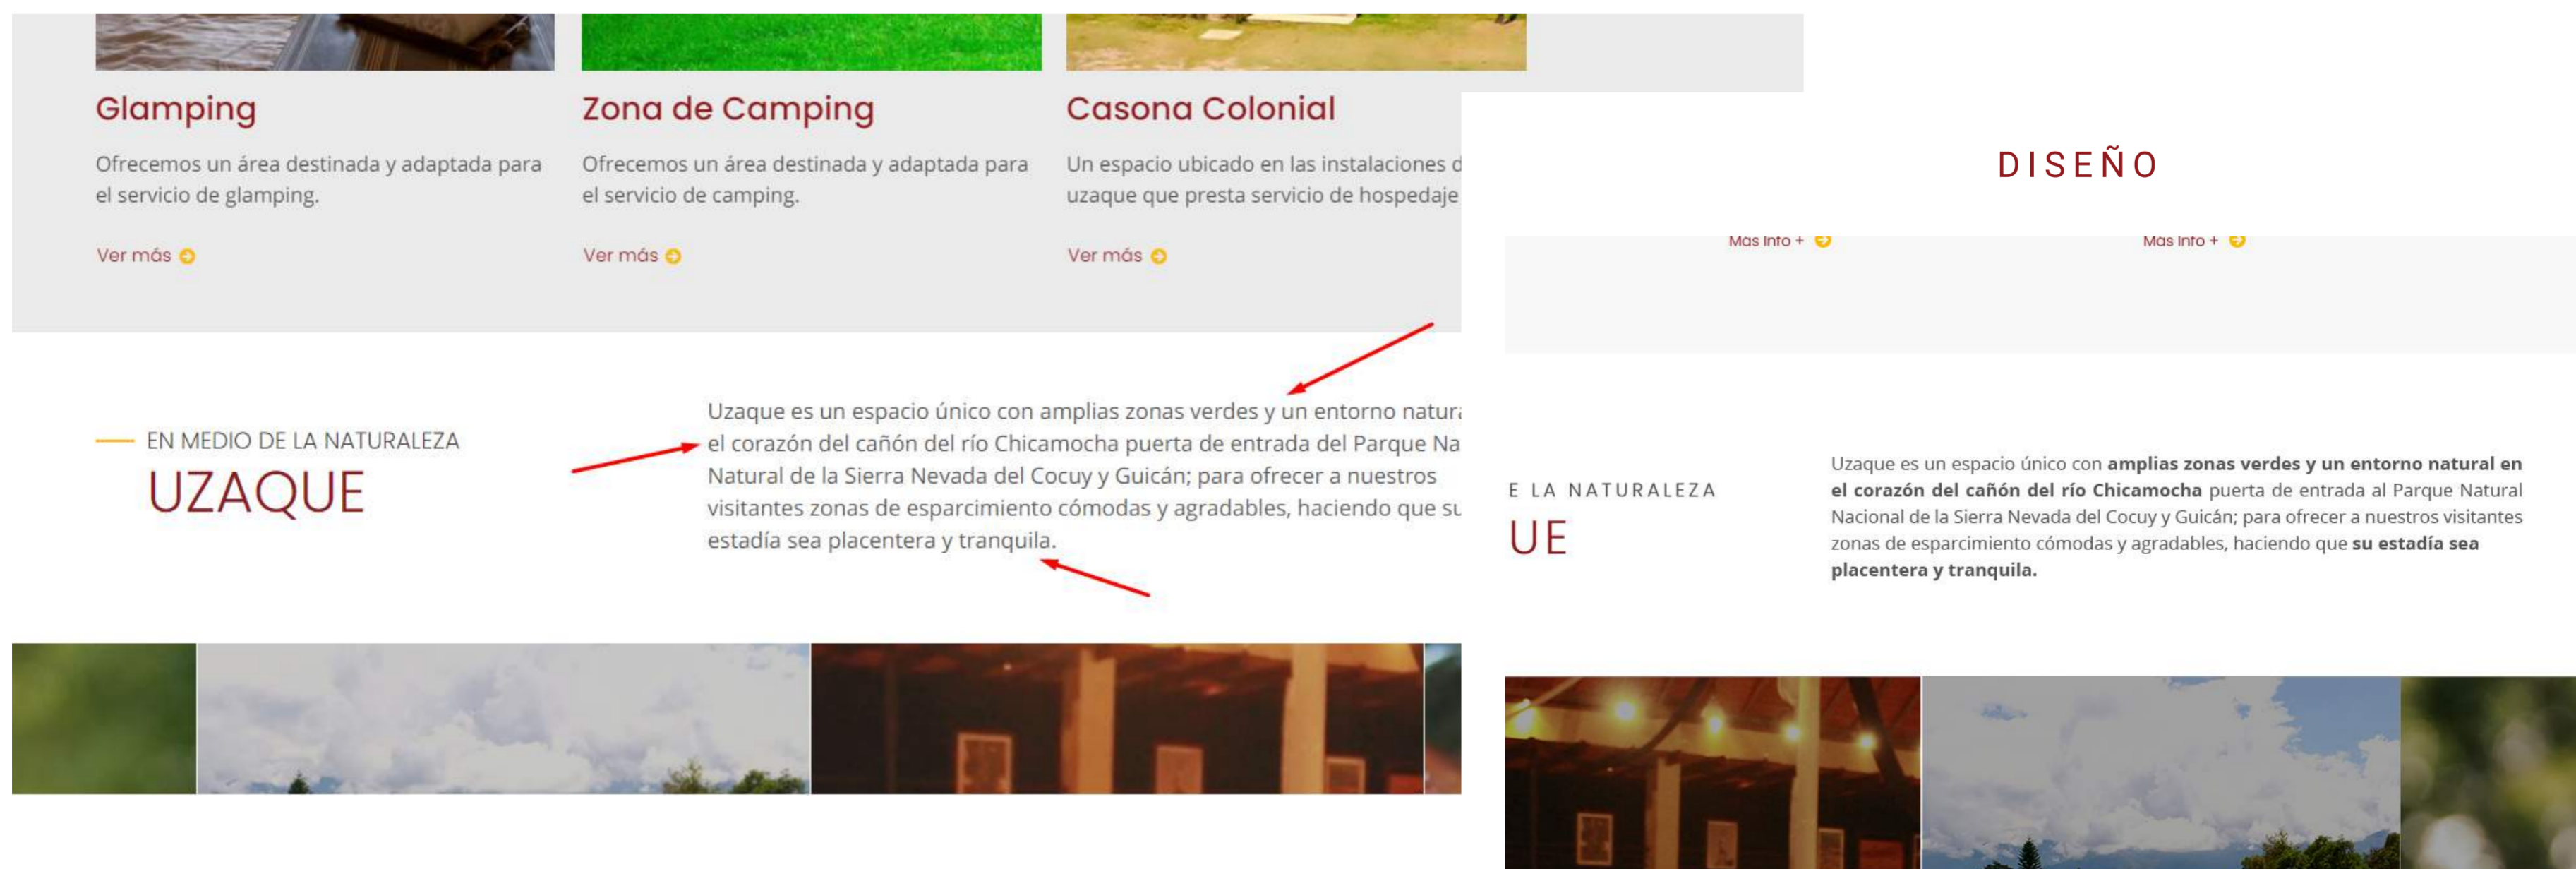 Glamping
Ofrecemos un área destinada y adaptada para
el servicio de glamping.
Ver más
Zona de Camping
Ofrecemos un área destinada y adaptada para
el servicio de camping.
Ver más
Casona Colonial
Un espacio ubicado en las instalaciones d
uzaque que presta servicio de hospedaje
Ver más
EN MEDIO DE LA NATURALEZA
UZAQUE
Uzaque es un espacio único con amplias zonas verdes y un entorno natura
el corazón del cañón del río Chicamocha puerta de entrada del Parque Na
Natural de la Sierra Nevada del Cocuy y Guicán; para ofrecer a nuestros
visitantes zonas de esparcimiento cómodas y agradables, haciendo que su
estadía sea placentera y tranquila.
DISEÑO
Mas Info +
Mas Info +
E LA NATURALEZA
UE
Uzaque es un espacio único con amplias zonas verdes y un entorno natural en
el corazón del cañón del río Chicamocha puerta de entrada al Parque Natural
Nacional de la Sierra Nevada del Cocuy y Guicán; para ofrecer a nuestros visitantes
zonas de esparcimiento cómodas y agradables, haciendo que su estadía sea
placentera y tranquila.